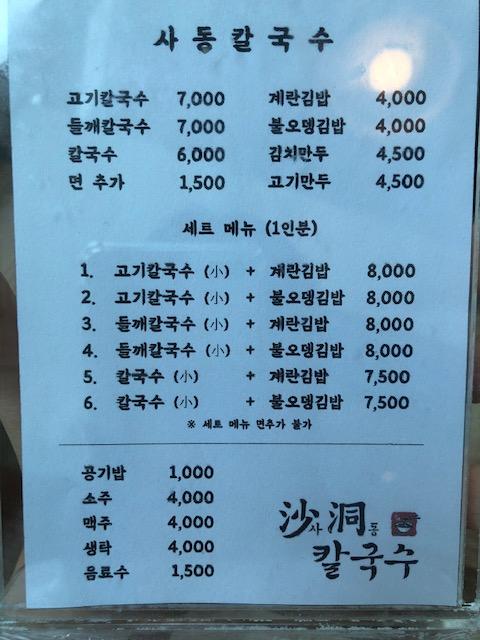 사동칼국수
고기칼국수 7,000 계란김밥 4,000
들깨칼국수 7,000 불오뎅김밥 4,000
칼국수 6,000 김치만두 4,500
면 추가 1,500 고기만두 4,500
세트 메뉴 (1인분)
1. 고기칼국수 (小) + 계란김밥 8,000
2. 고기칼국수 (小) + 불오뎅김밥 8,000
3. 들깨칼국수 (小) + 계란김밥 8,000
4. 들깨칼국수 (小) + 불오뎅김밥 8,000
5. 칼국수 (小) + 계란김밥 7,500
6. 칼국수 (小) + 불오뎅김밥 7,500
※ 세트 메뉴 면추가 불가
공기밥 1,000
소주 4,000
맥주 4,000
생탁 4,000
음료수 1,500
沙사洞동
칼국수